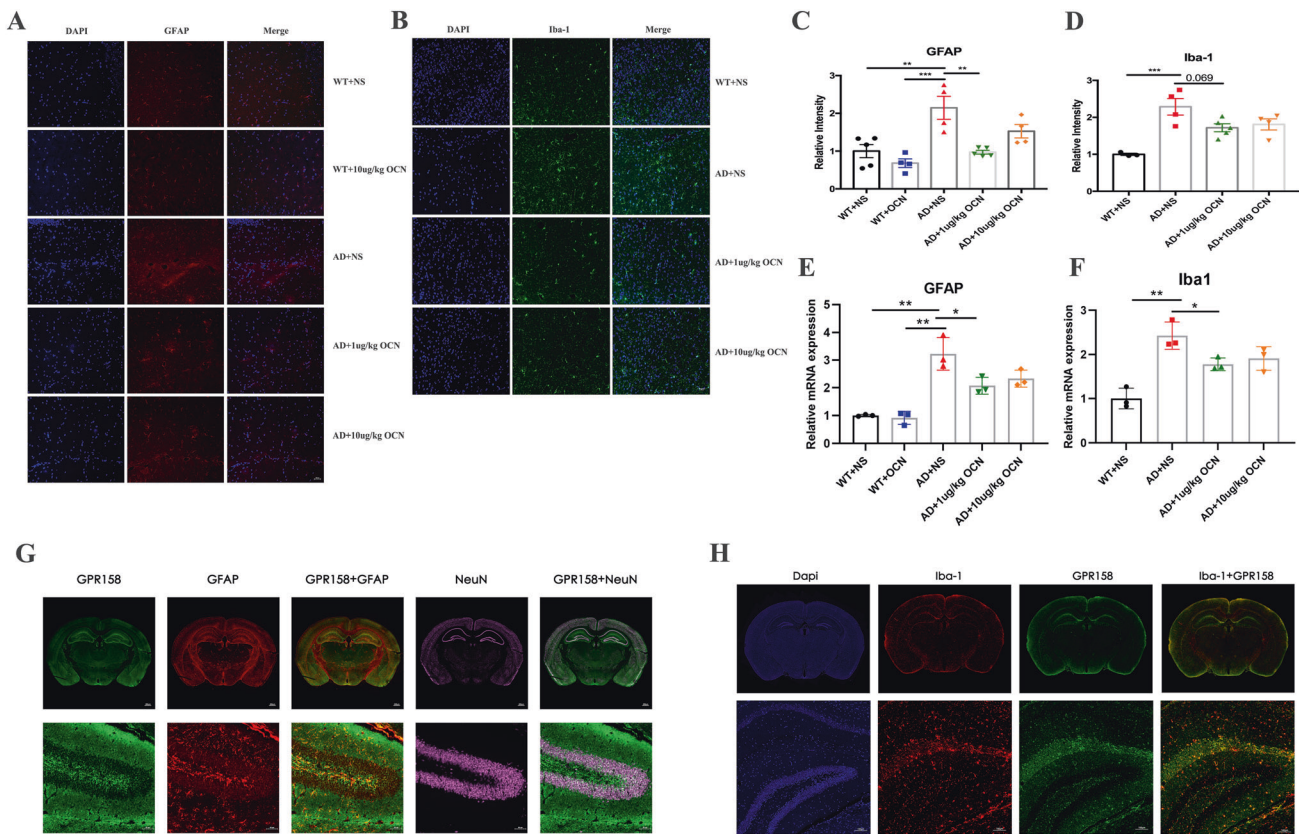 A
DAPI GFAP Merge
WT+NS
WT+10ug/kg OCN
AD+NS
AD+1ug/kg OCN
AD+10ug/kg OCN
B
DAPI Iba-1 Merge
WT+NS
AD+NS
AD+1ug/kg OCN
AD+10ug/kg OCN
C
GFAP
Relative Intensity
3
2
1
0
** *** **
WT+NS
WT+OCN
AD+NS
AD+1ug/kg OCN
AD+10ug/kg OCN
D
Iba-1
Relative Intensity
4
3
2
1
0
*** 0.069
WT+NS
AD+NS
AD+1ug/kg OCN
AD+10ug/kg OCN
E
GFAP
Relative mRNA expression
5
4
3
2
1
0
** ** *
WT+NS
WT+OCN
AD+NS
AD+1ug/kg OCN
AD+10ug/kg OCN
F
Iba1
Relative mRNA expression
4
3
2
1
0
** *
WT+NS
AD+NS
AD+1ug/kg OCN
AD+10ug/kg OCN
G
GPR158 GFAP GPR158+GFAP NeuN GPR158+NeuN
H
Dapi Iba-1 GPR158 Iba-1+GPR158